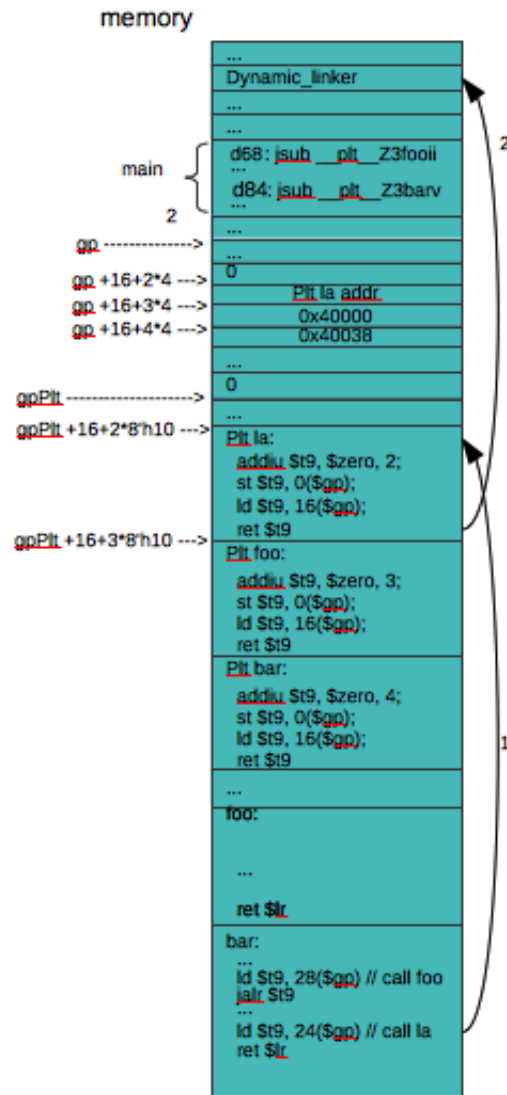 memory
...
Dynamic_linker
...
...
main
d68: jsub __plt__Z3fooii
...
d84: jsub __plt__Z3barv
...
2
...
gp -------------->
...
gp +16+2*4 --->
0
Plt la addr
gp +16+3*4 --->
0x40000
gp +16+4*4 --->
0x40038
...
0
gpPlt -------------------->
...
gpPlt +16+2*8'h10 --->
Plt la:
addiu $t9, $zero, 2;
st $t9, 0($gp);
ld $t9, 16($gp);
ret $t9
gpPlt +16+3*8'h10 --->
Plt foo:
addiu $t9, $zero, 3;
st $t9, 0($gp);
ld $t9, 16($gp);
ret $t9
Plt bar:
addiu $t9, $zero, 4;
st $t9, 0($gp);
ld $t9, 16($gp);
ret $t9
...
foo:
...
ret $lr
bar:
...
ld $t9, 28($gp) // call foo
jalr $t9
...
ld $t9, 24($gp) // call la
ret $lr
2
1